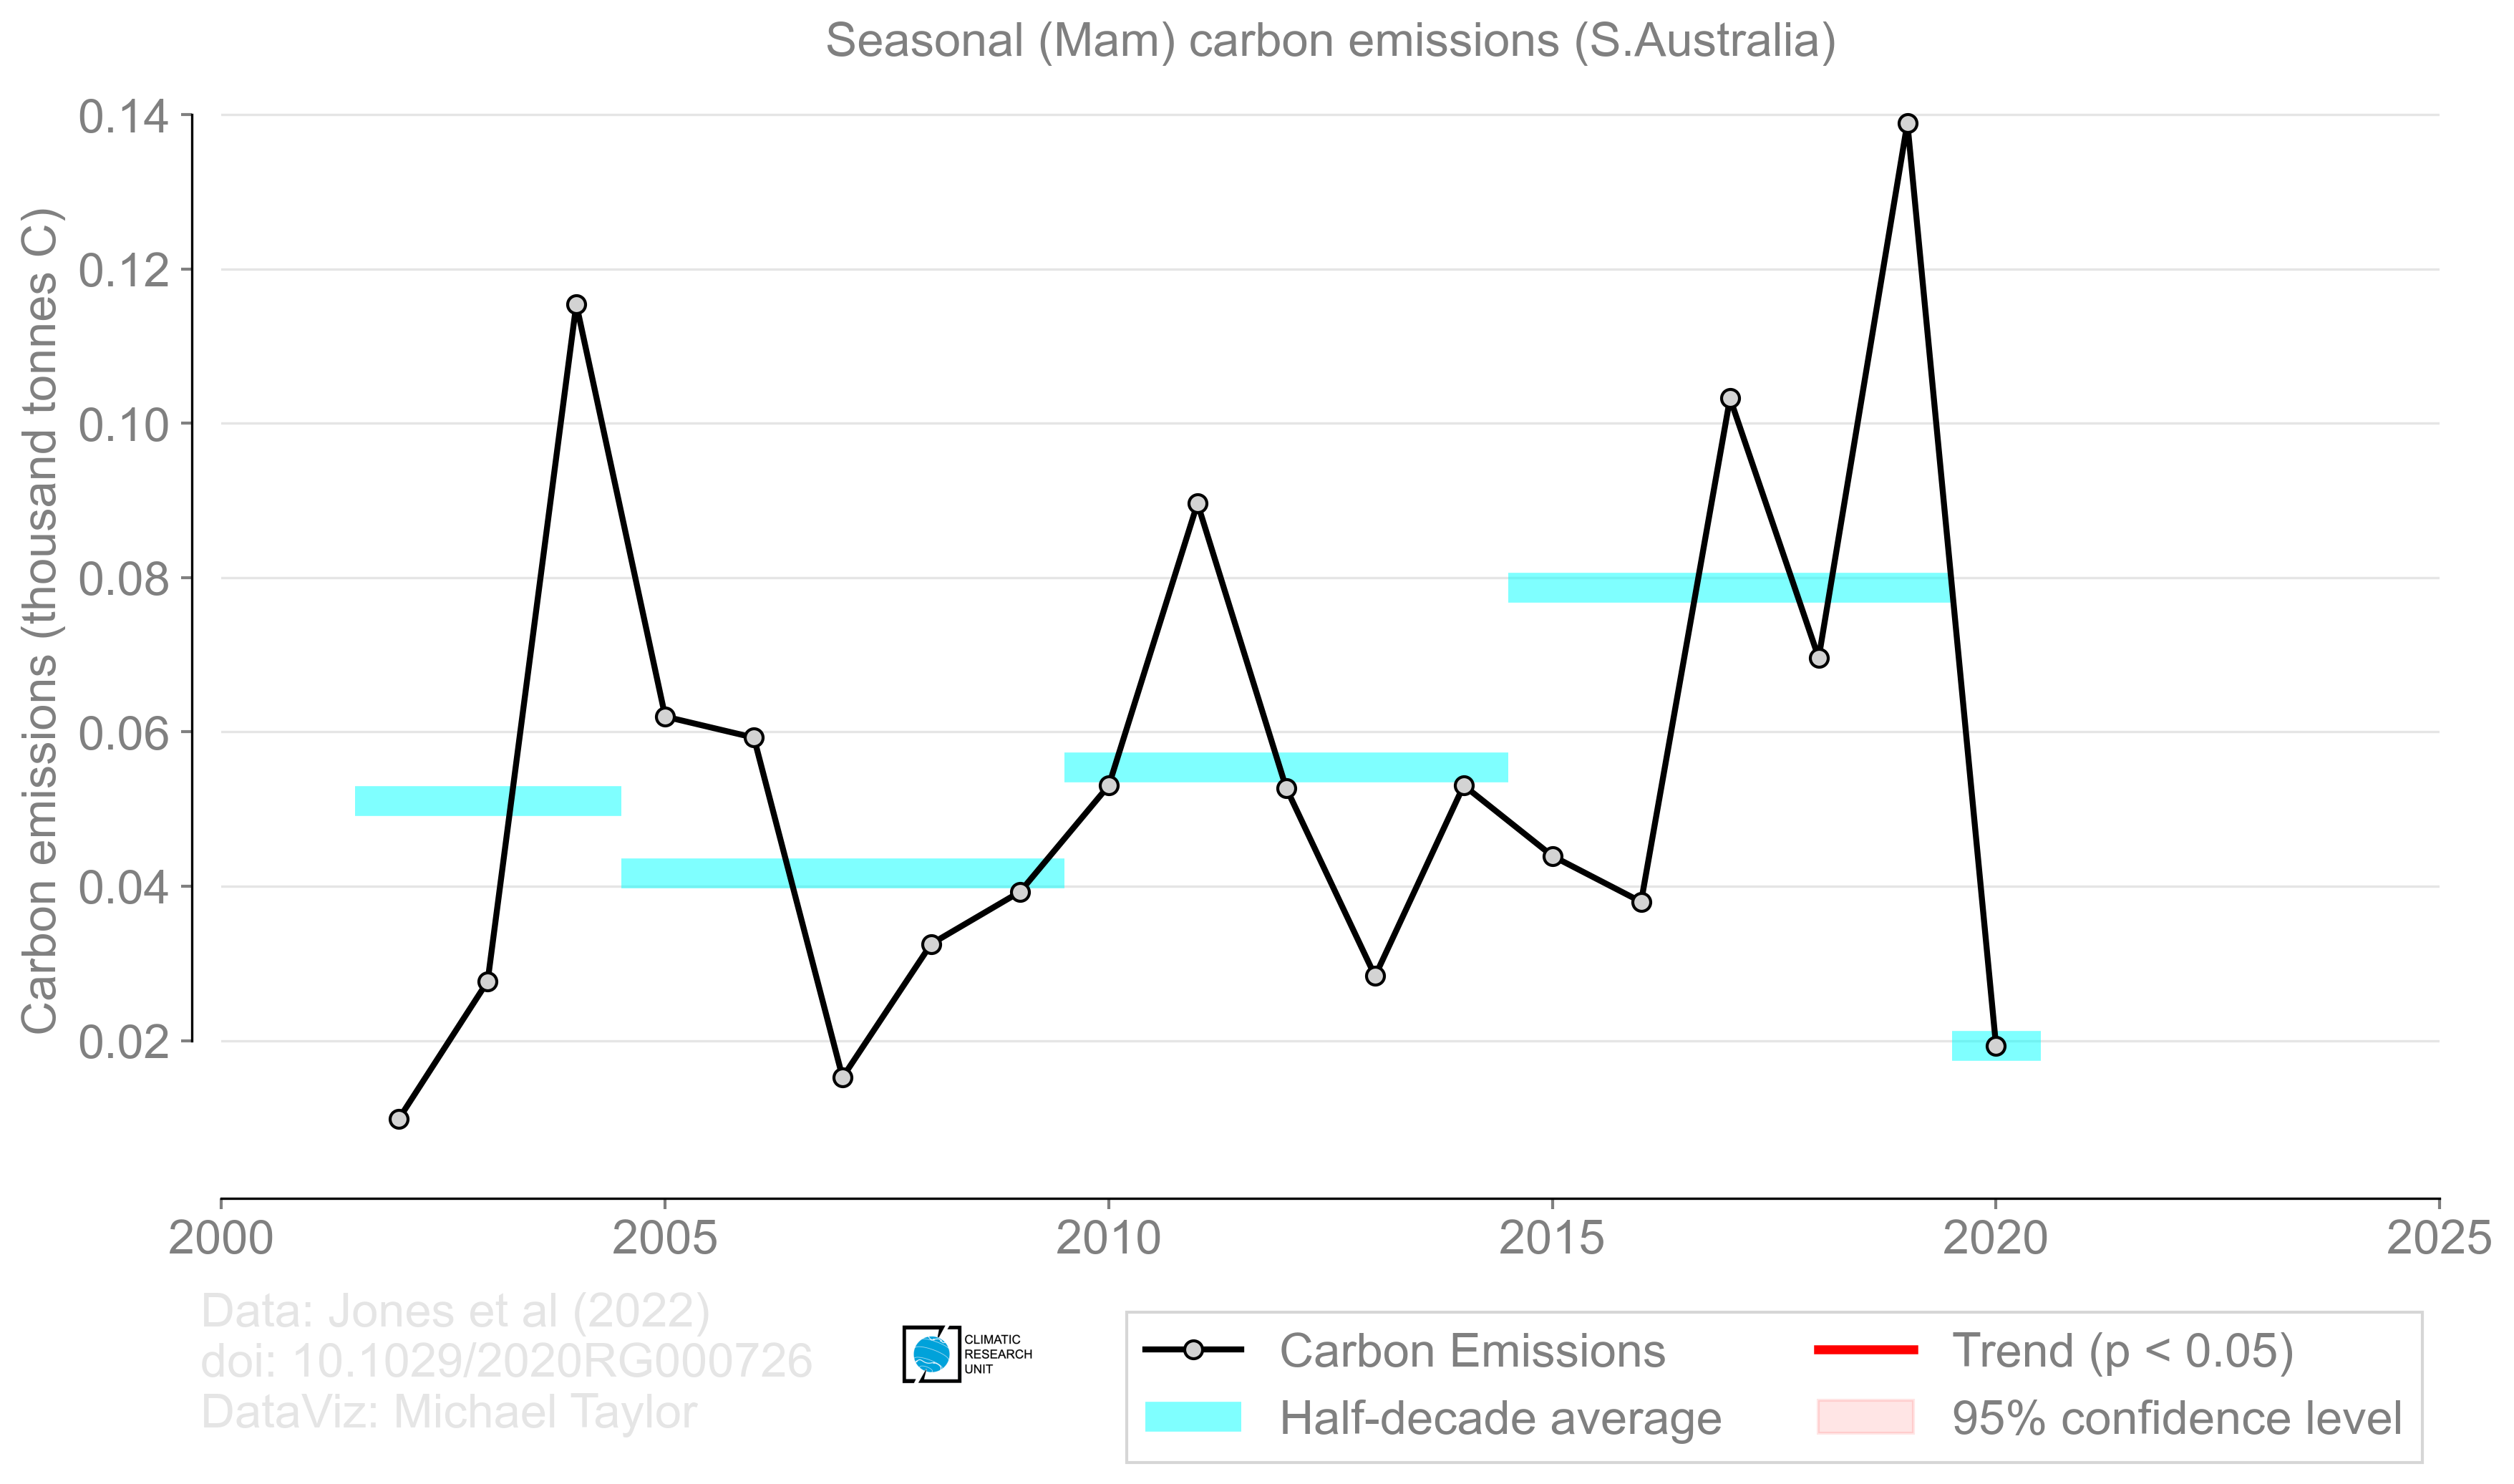 Seasonal (Mam) carbon emissions (S.Australia)
Carbon emissions (thousand tonnes C)
0.14
0.12
0.10
0.08
0.06
0.04
0.02
2000 2005 2010 2015 2020 2025
Data: Jones et al (2022)
doi: 10.1029/2020RG000726
DataViz: Michael Taylor
CLIMATIC
RESEARCH
UNIT
Carbon Emissions
Half-decade average
Trend (p < 0.05)
95% confidence level